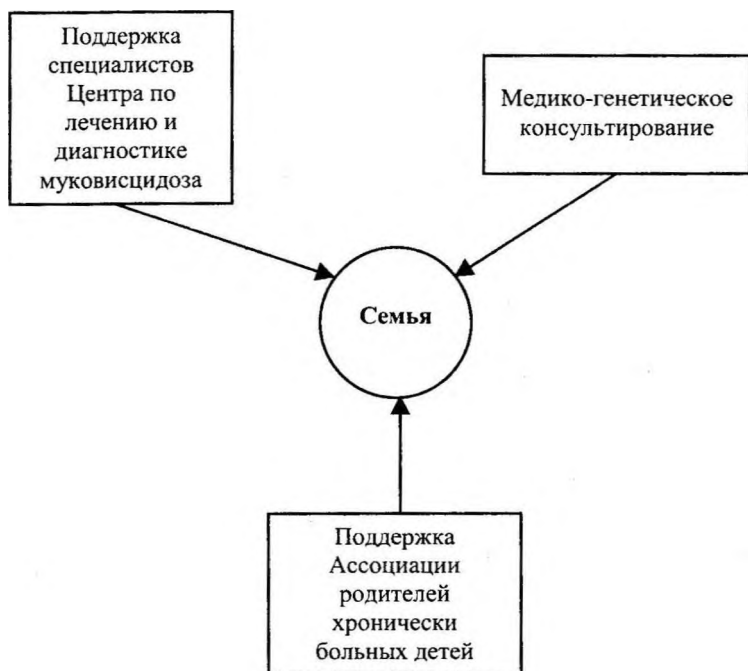 Поддержка
специалистов
Центра по
лечению и
диагностике
муковисцидоза
Медико-генетическое
консультирование
Семья
Поддержка
Ассоциации
родителей
хронически
больных детей